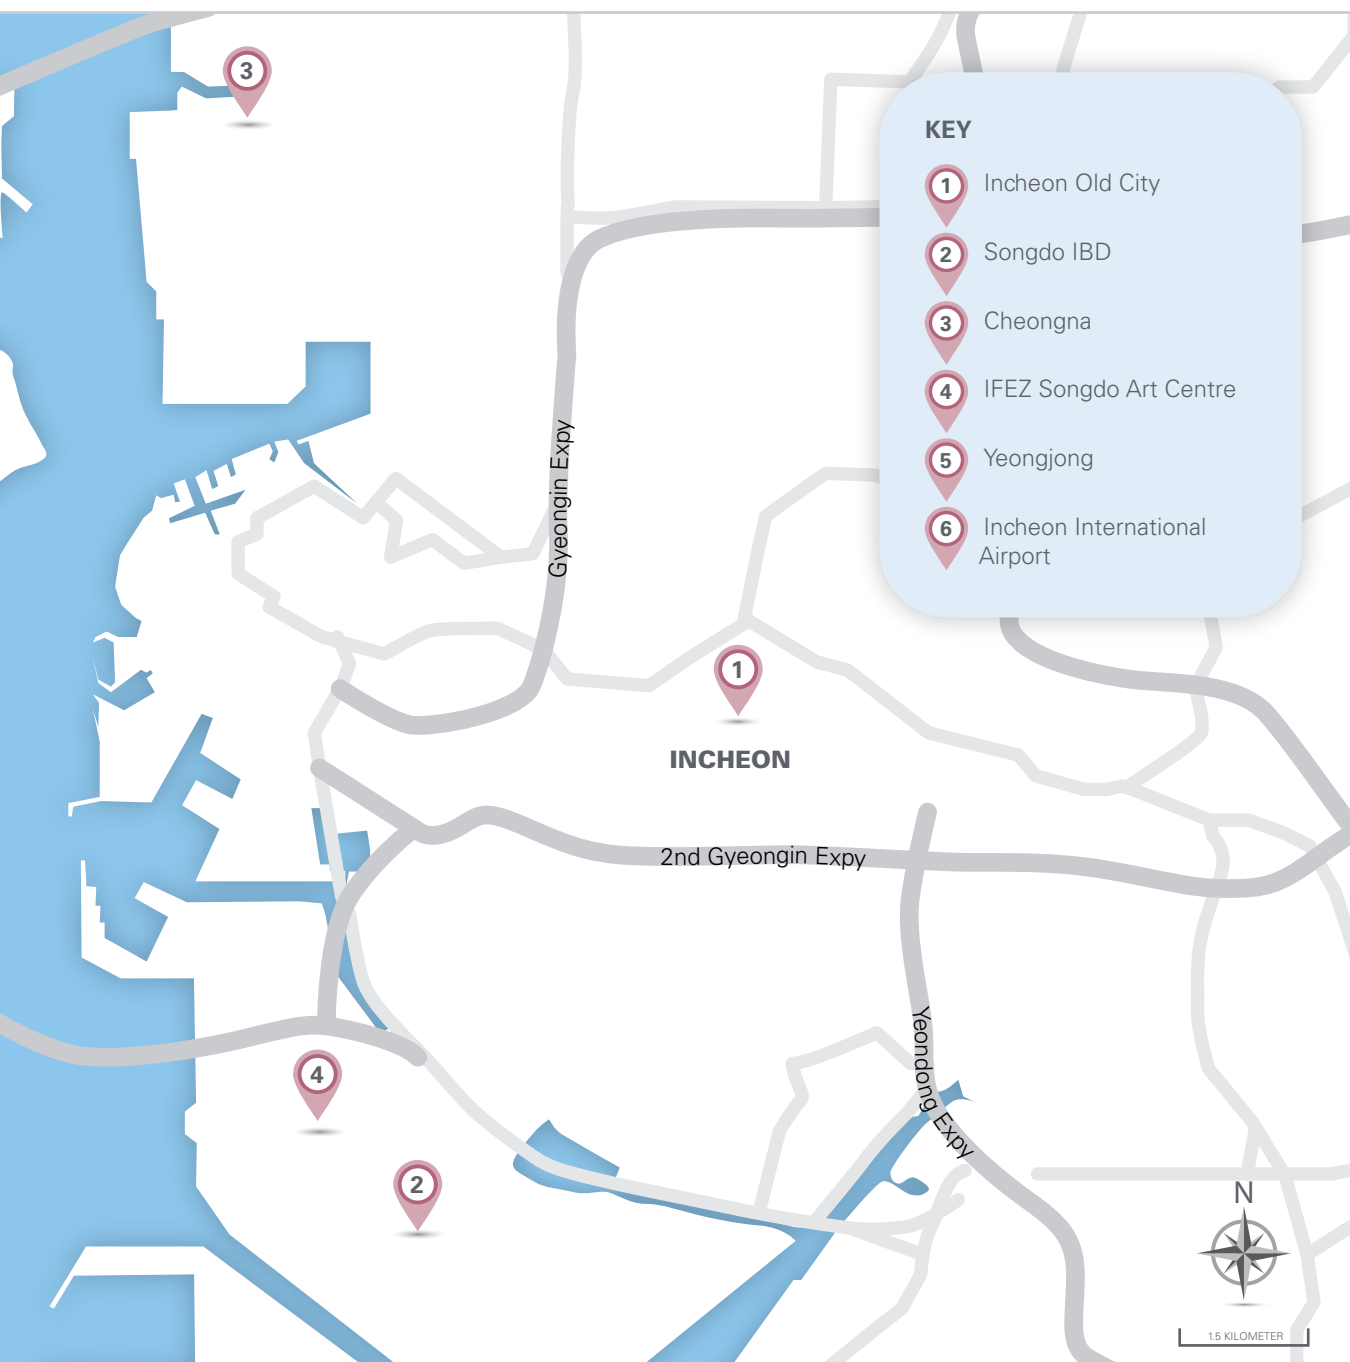 3
KEY
1 Incheon Old City
2 Songdo IBD
3 Cheongna
4 IFEZ Songdo Art Centre
5 Yeongjong
6 Incheon International
Airport
Gyeongin Expy
1
INCHEON
2nd Gyeongin Expy
Yeondong Expy
4
2
N
1.5 KILOMETER